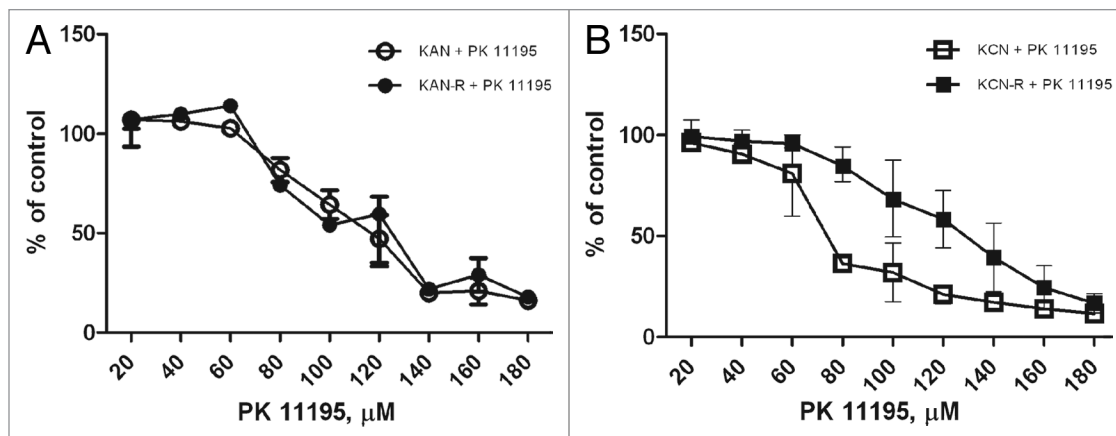 A
150
100
50
0
% of control
KAN + PK 11195
KAN-R + PK 11195
20 40 60 80 100 120 140 160 180
PK 11195, μM
B
150
100
50
0
% of control
KCN + PK 11195
KCN-R + PK 11195
20 40 60 80 100 120 140 160 180
PK 11195, μM